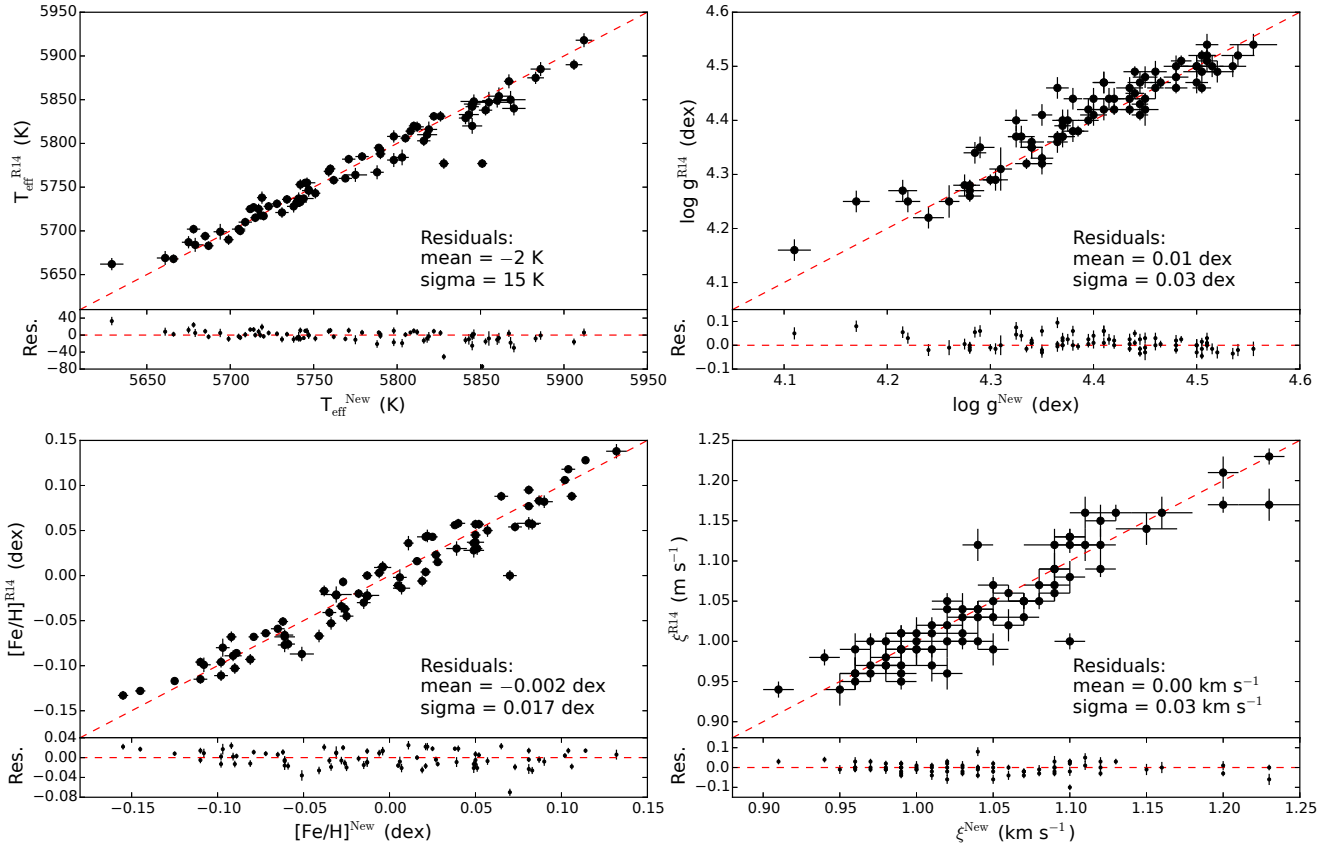 5950
5900
5850
5800
5750
5700
5650
T_eff^R14 (K)
Residuals:
mean = −2 K
sigma = 15 K
40
0
−40
−80
Res.
5650 5700 5750 5800 5850 5900 5950
T_eff^New (K)
4.6
4.5
4.4
4.3
4.2
4.1
log g^R14 (dex)
Residuals:
mean = 0.01 dex
sigma = 0.03 dex
0.1
0.0
−0.1
Res.
4.1 4.2 4.3 4.4 4.5 4.6
log g^New (dex)
0.15
0.10
0.05
0.00
−0.05
−0.10
−0.15
[Fe/H]^R14 (dex)
Residuals:
mean = −0.002 dex
sigma = 0.017 dex
0.04
0.00
−0.04
−0.08
Res.
−0.15 −0.10 −0.05 0.00 0.05 0.10 0.15
[Fe/H]^New (dex)
1.25
1.20
1.15
1.10
1.05
1.00
0.95
0.90
ξ^R14 (m s⁻¹)
Residuals:
mean = 0.00 km s⁻¹
sigma = 0.03 km s⁻¹
0.1
0.0
−0.1
Res.
0.90 0.95 1.00 1.05 1.10 1.15 1.20 1.25
ξ^New (km s⁻¹)